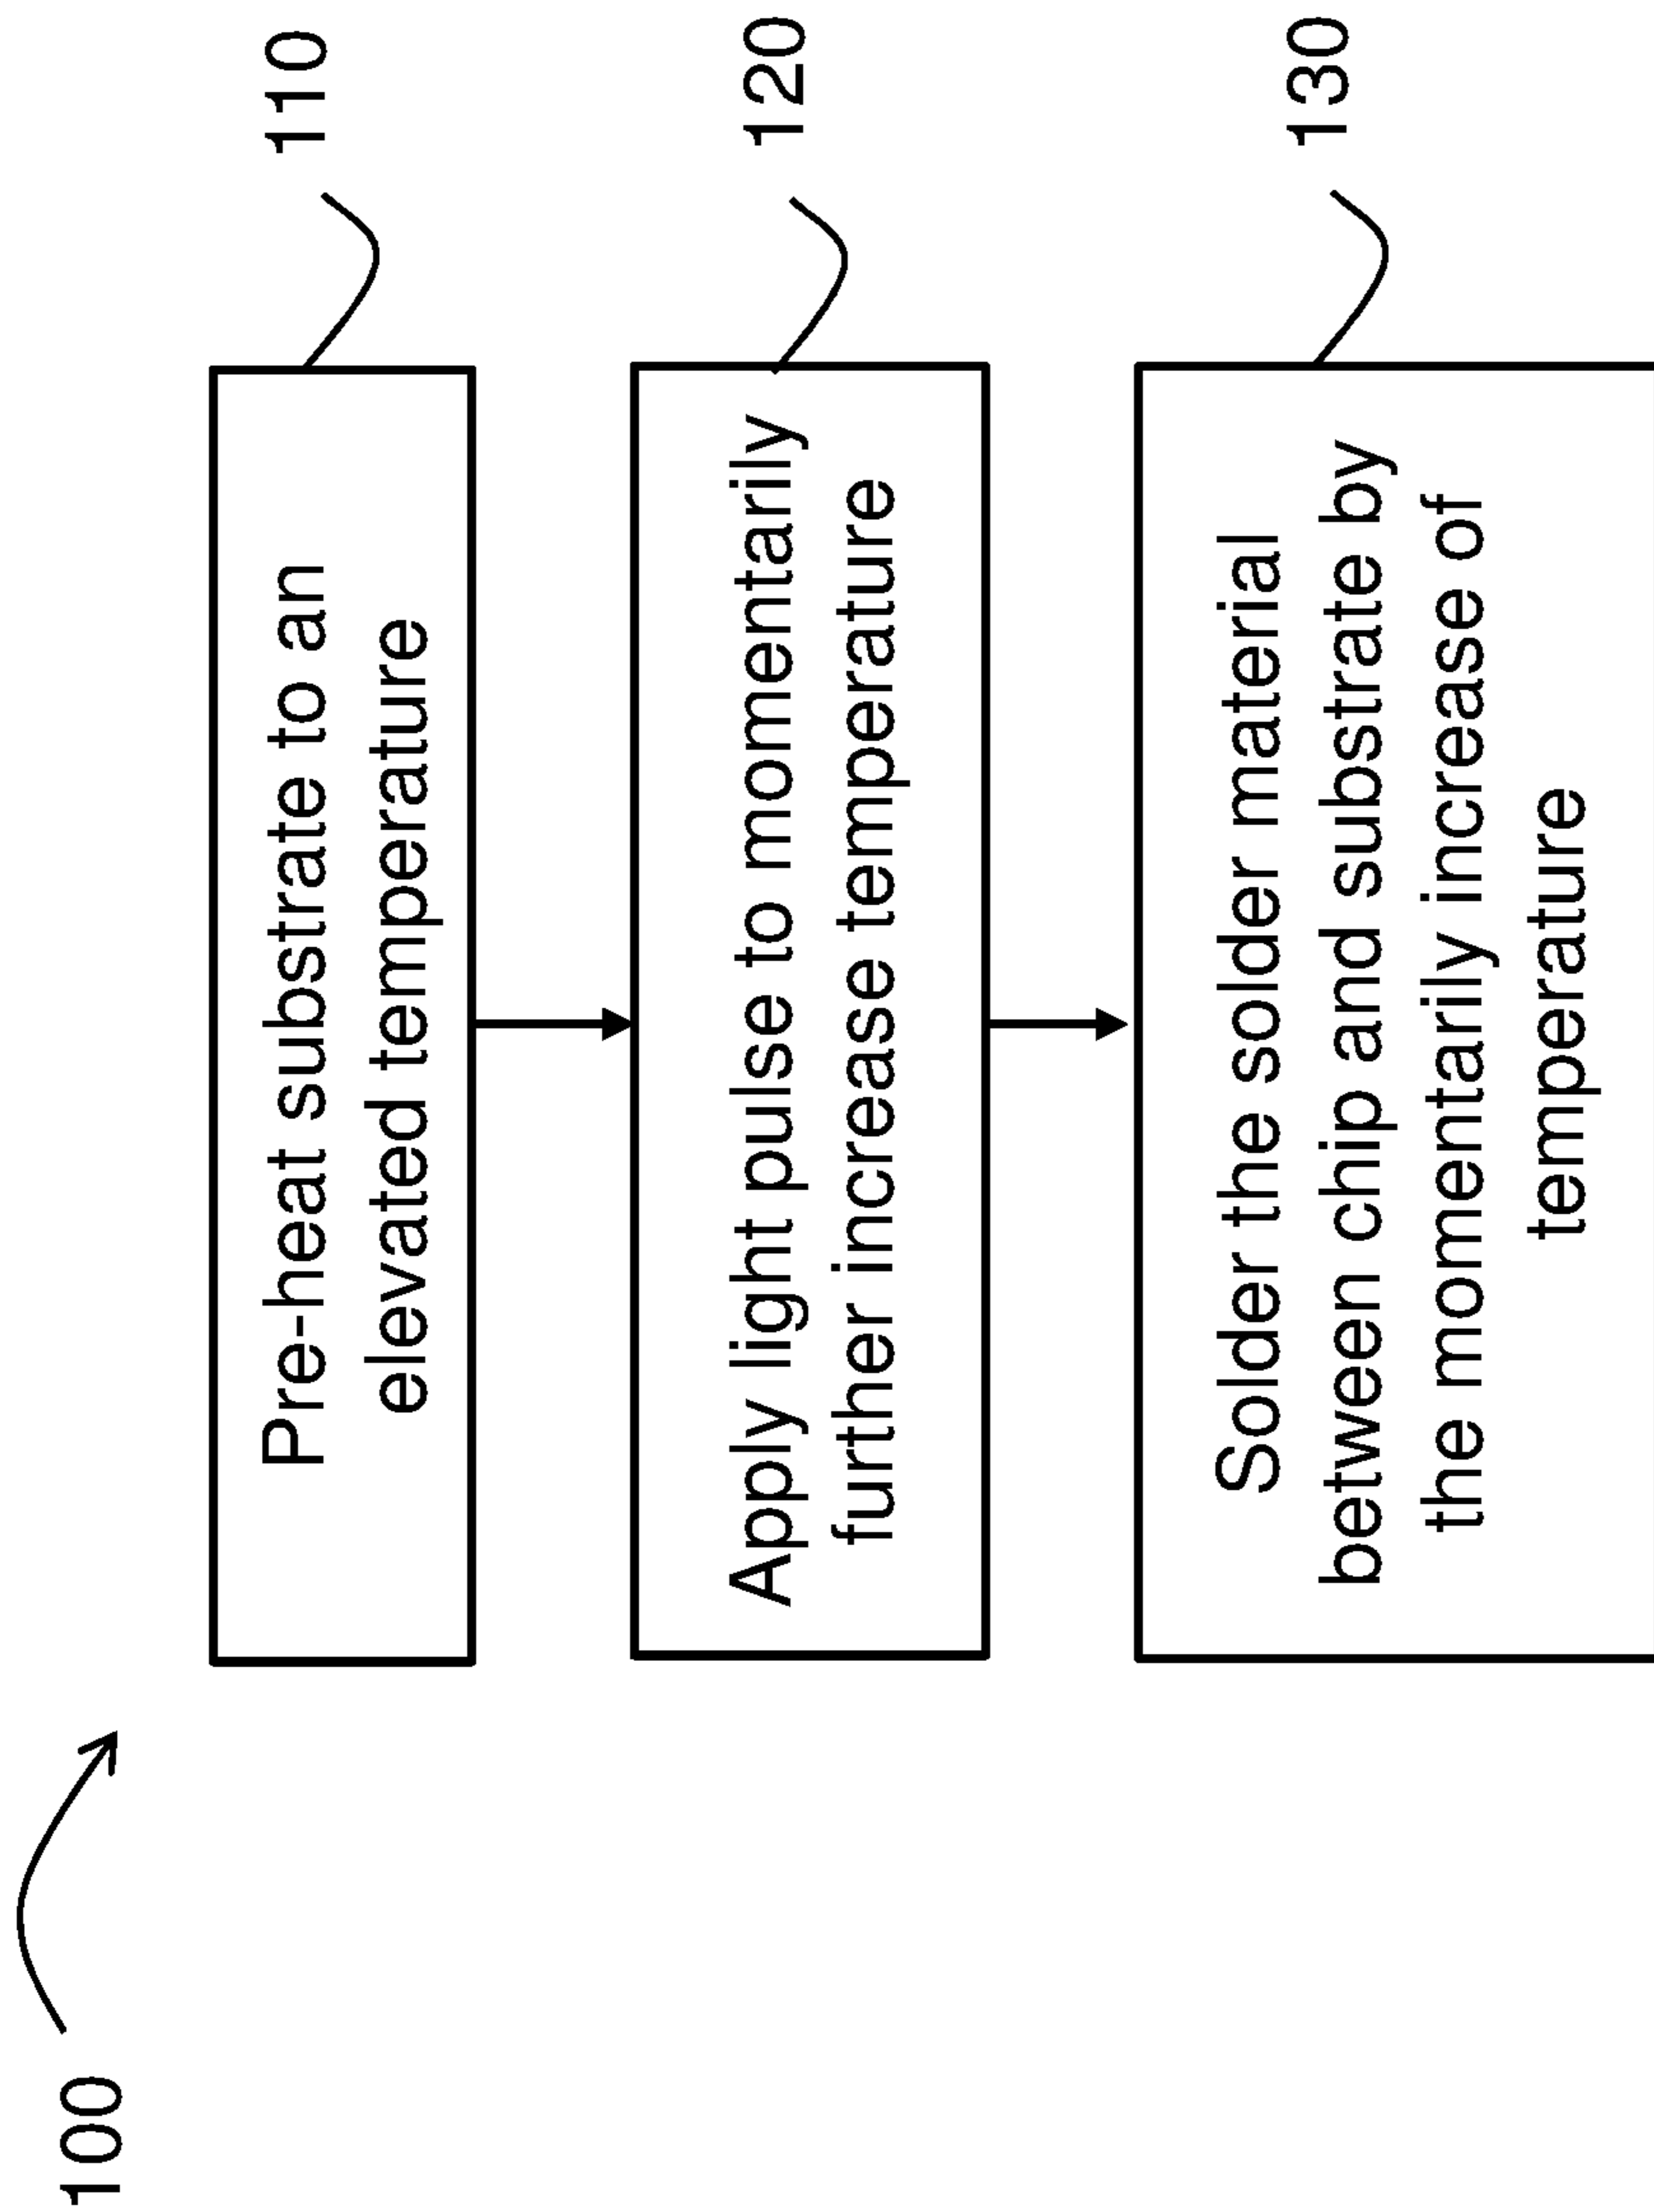 100
110
Pre-heat substrate to an
elevated temperature
120
Apply light pulse to momentarily
further increase temperature
130
Solder the solder material
between chip and substrate by
the momentarily increase of
temperature